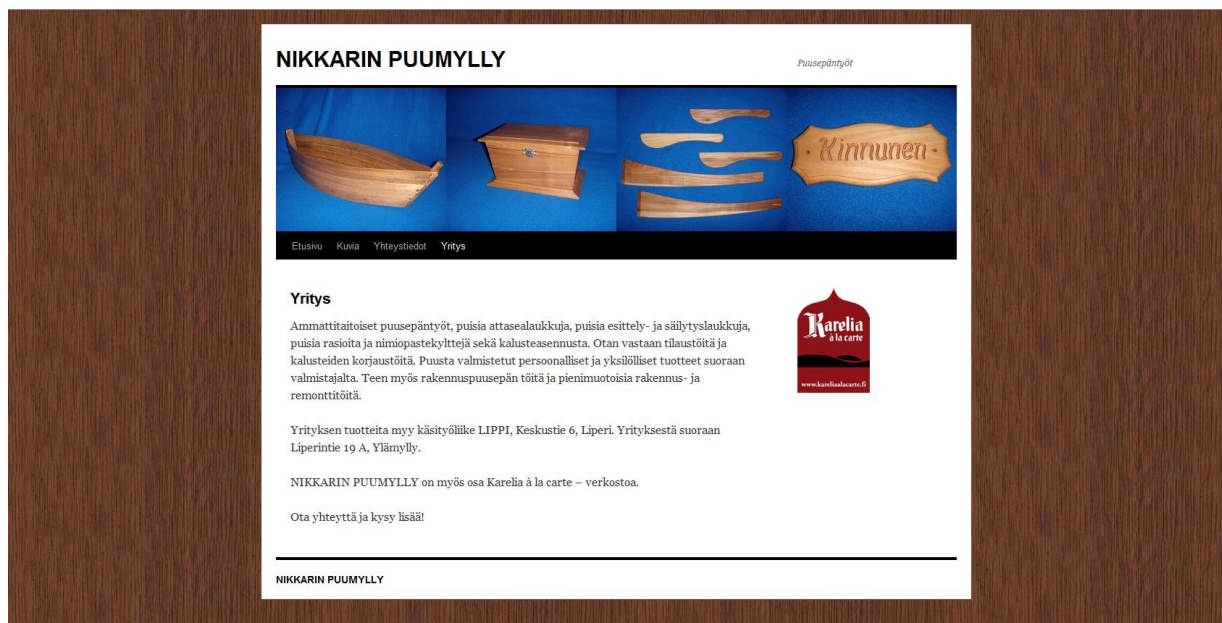 NIKKARIN PUUMYLLY
Puusepäntyöt
Kinnunen
Etusivu Kuvia Yhteystiedot Yritys
Yritys
Ammattitaitoiset puusepäntyöt, puisia attasealaukkuja, puisia esittely- ja säilytyslaukkuja,
puisia rasioita ja nimiopastekylttejä sekä kalusteasennusta. Otan vastaan tilaustöitä ja
kalusteiden korjaustöitä. Puusta valmistetut persoonalliset ja yksilölliset tuotteet suoraan
valmistajalta. Teen myös rakennuspuusepän töitä ja pienimuotoisia rakennus- ja
remonttitöitä.
Yrityksen tuotteita myy käsityöliike LIPPI, Keskustie 6, Liperi. Yrityksestä suoraan
Liperintie 19 A, Ylämylly.
NIKKARIN PUUMYLLY on myös osa Karelia à la carte – verkostoa.
Ota yhteyttä ja kysy lisää!
Karelia
à la carte
www.kareliaalacarte.fi
NIKKARIN PUUMYLLY